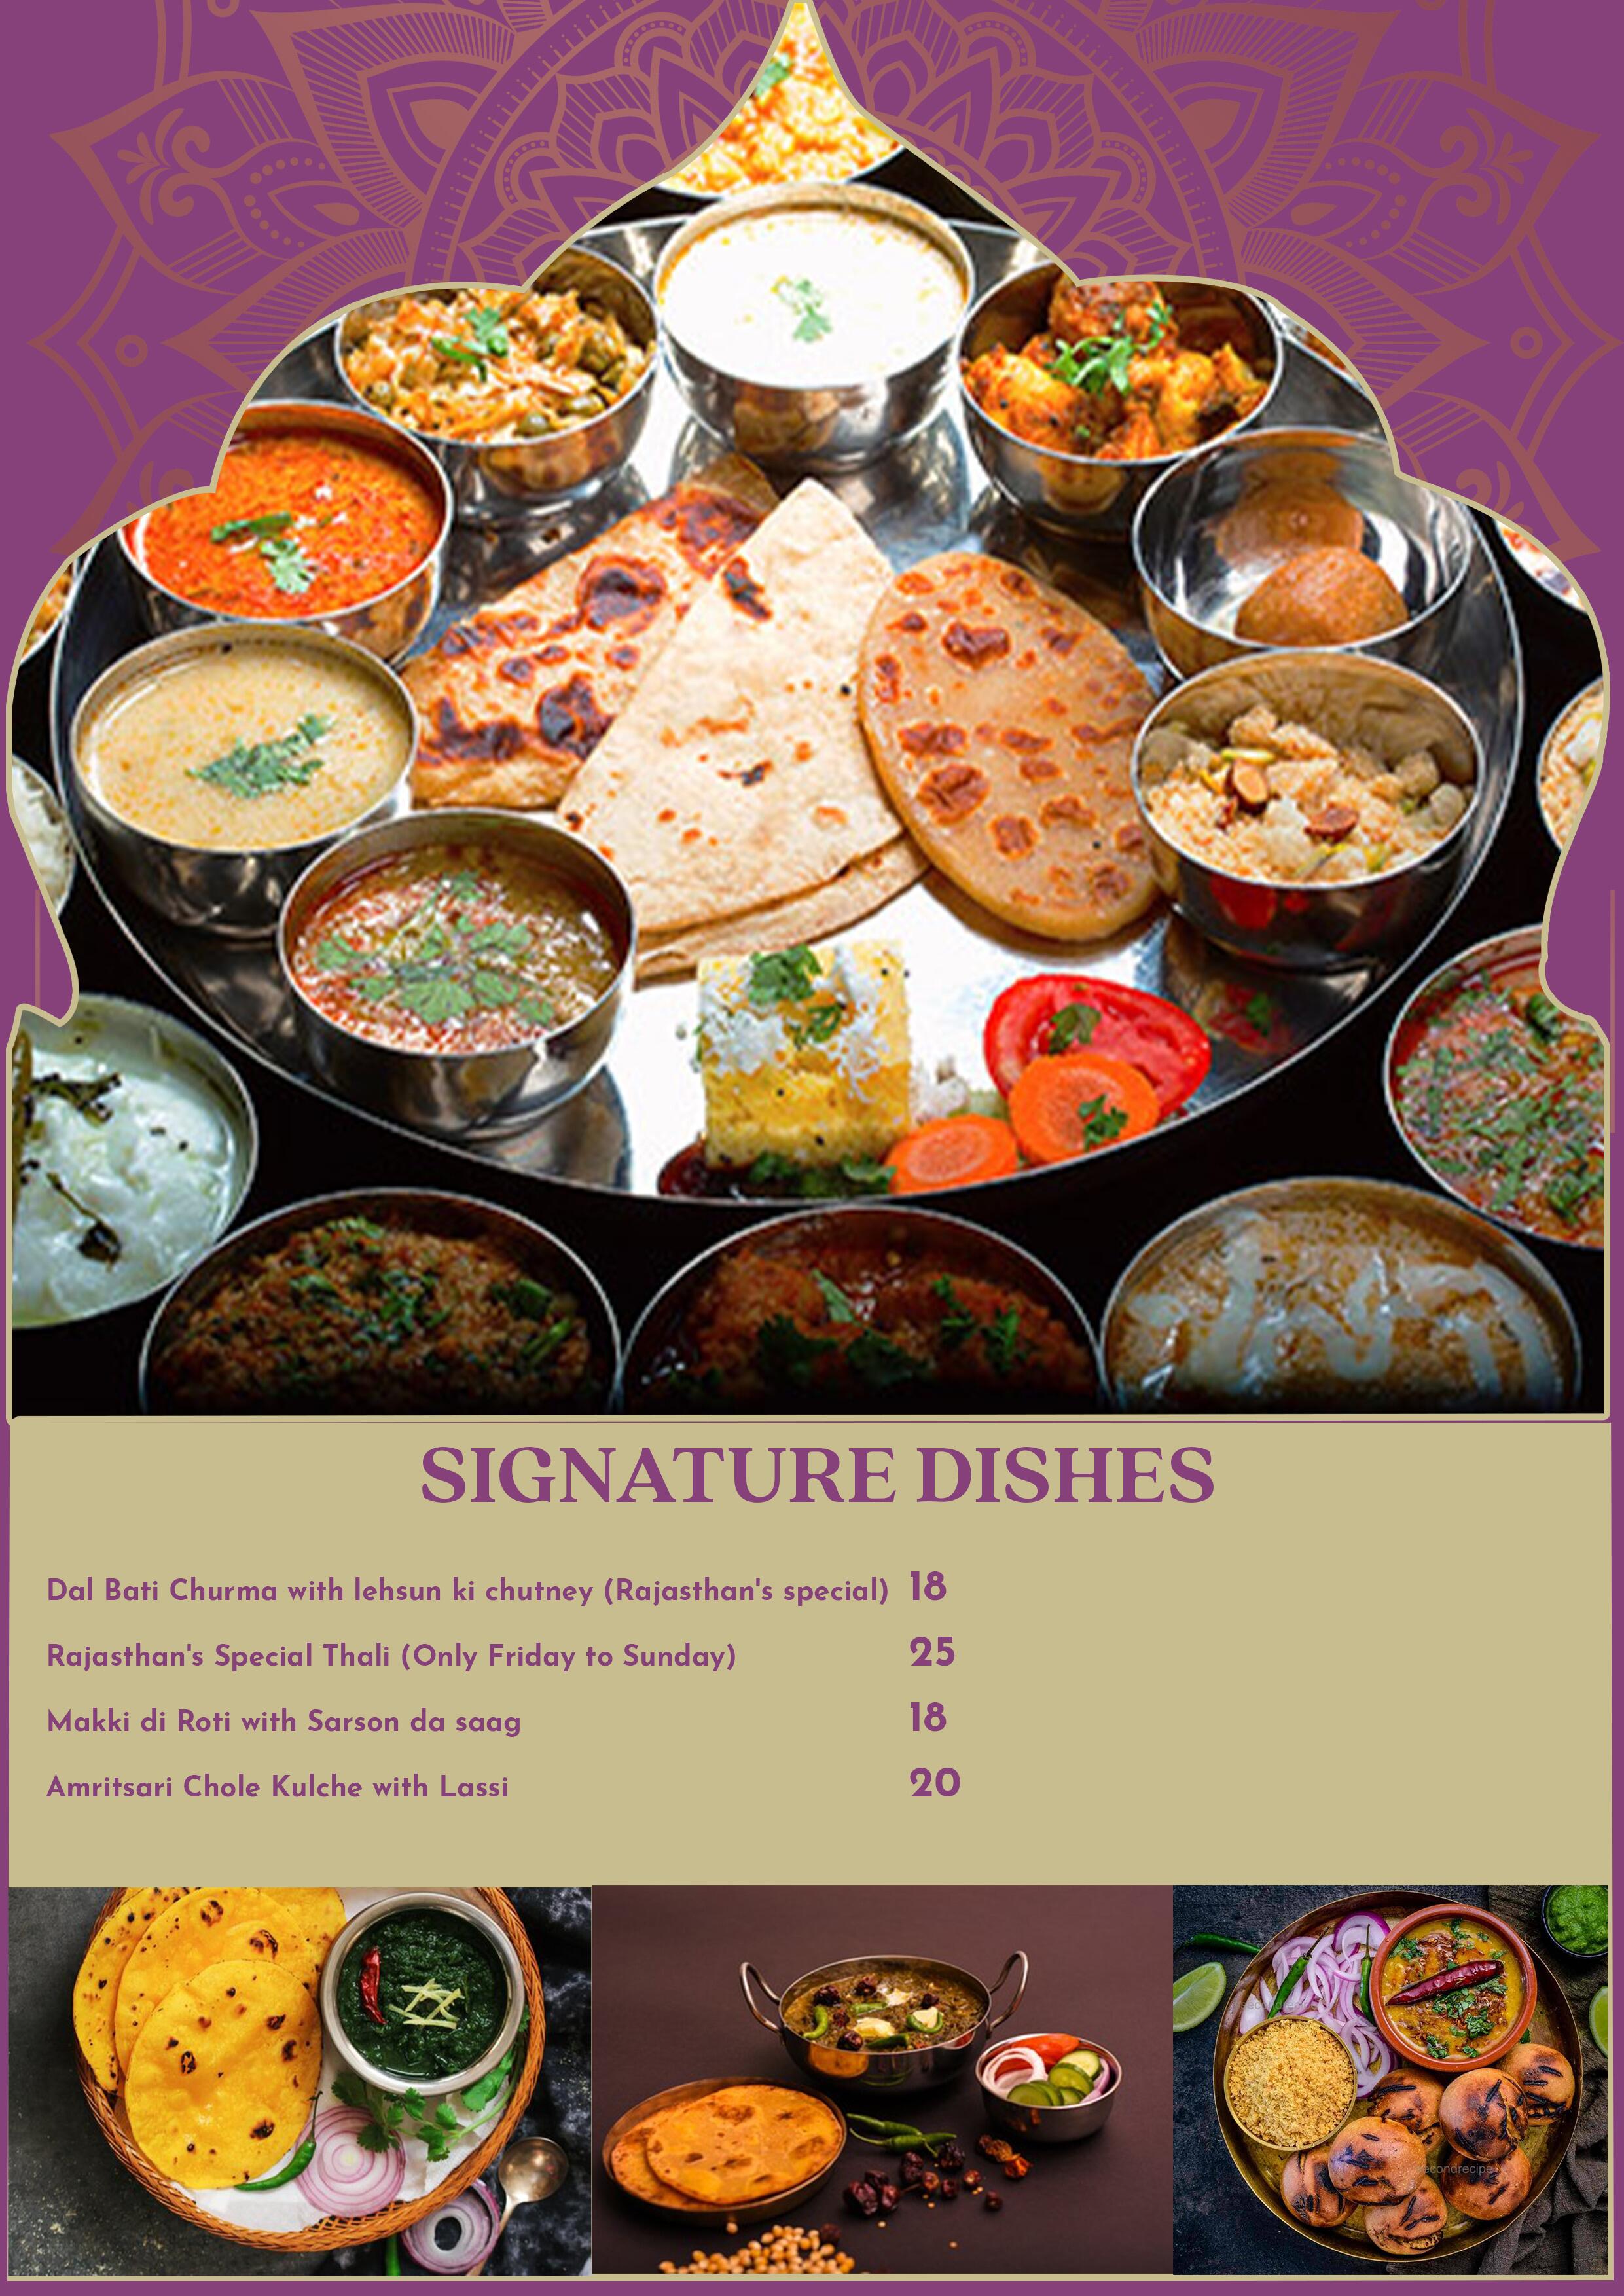 SIGNATURE DISHES
Dal Bati Churma with lehsun ki chutney (Rajasthan's special) 18
Rajasthan's Special Thali (Only Friday to Sunday) 25
Makki di Roti with Sarson da saag 18
Amritsari Chole Kulche with Lassi 20